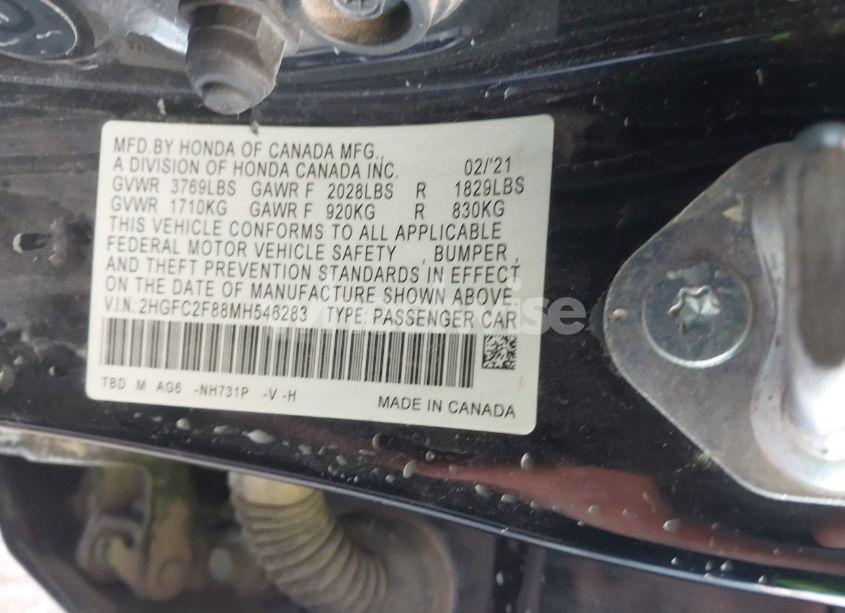 MFD.BY HONDA OF CANADA MFG.,
A DIVISION OF HONDA CANADA INC. 02/'21
GVWR 3769LBS GAWR F 2028LBS R 1829LBS
GVWR 1710KG GAWR F 920KG R 830KG
THIS VEHICLE CONFORMS TO ALL APPLICABLE
FEDERAL MOTOR VEHICLE SAFETY , BUMPER ,
AND THEFT PREVENTION STANDARDS IN EFFECT
ON THE DATE OF MANUFACTURE SHOWN ABOVE.
VIN:2HGFC2F88MH546283 TYPE: PASSENGER CAR
TBD M AG6 -NH731P -V -H
MADE IN CANADA